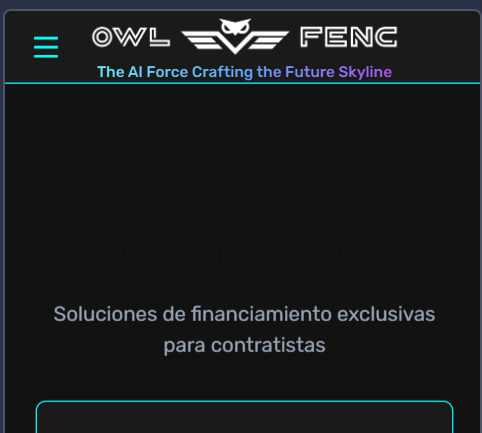 OWL FENC
The AI Force Crafting the Future Skyline
Soluciones de financiamiento exclusivas
para contratistas